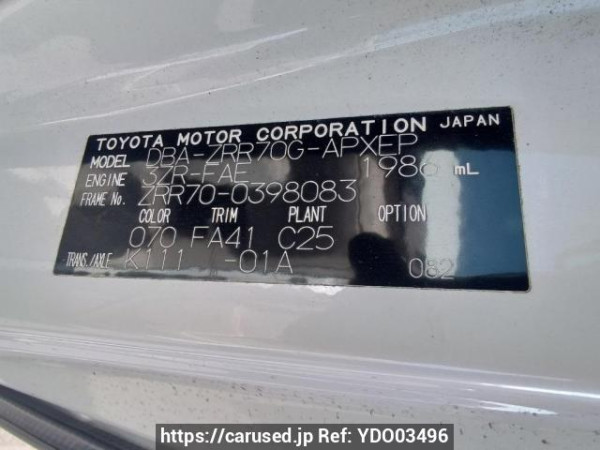 TOYOTA MOTOR CORPORATION JAPAN
MODEL DBA-ZRR70G-APXEP
ENGINE 3ZR-FAE 1986 mL
FRAME No. ZRR70-0398083
COLOR TRIM PLANT OPTION
070 FA41 C25
TRANS./AXLE K111 -01A 082
https://carused.jp Ref: YDO03496